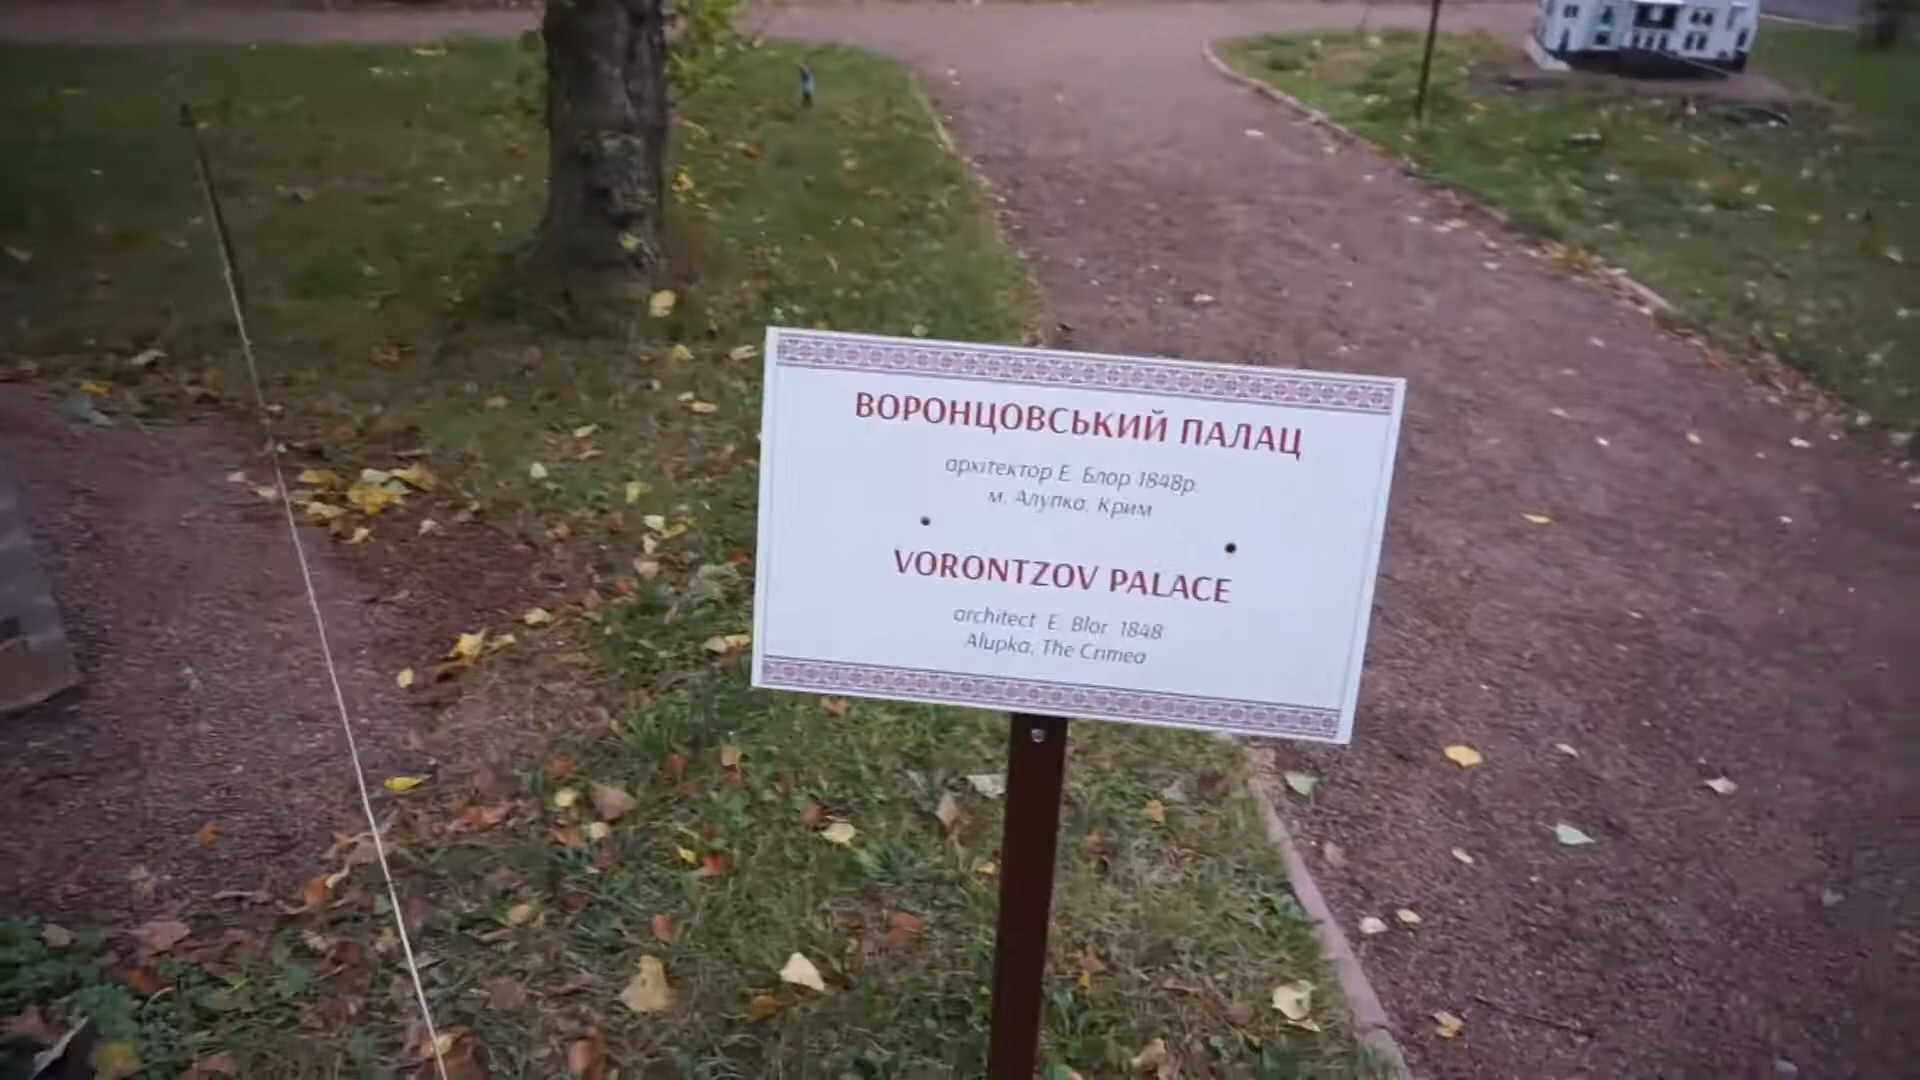 ВОРОНЦОВСЬКИЙ ПАЛАЦ
архітектор Е. Блор 1848р.
м. Алупка, Крим
VORONTZOV PALACE
architect E. Blor 1848
Alupka, The Crimea